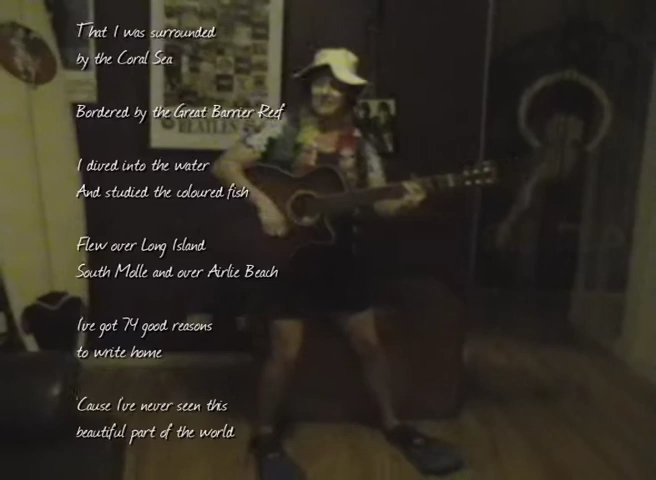 That I was surrounded
by the Coral Sea
Bordered by the Great Barrier Reef
I dived into the water
And studied the coloured fish
Flew over Long Island
South Molle and over Airlie Beach
Ive got 74 good reasons
to write home
'Cause Ive never seen this
beautiful part of the world
BEATLES